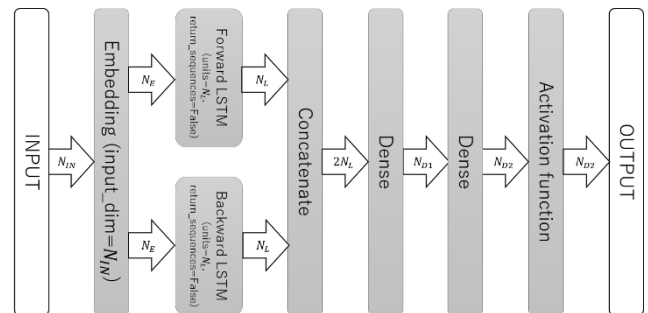 INPUT
N_IN
Embedding (input_dim=N_IN)
N_E
Forward LSTM
(units=N_L,
return_sequences=False)
N_L
N_E
Backward LSTM
(units=N_L,
return_sequences=False)
N_L
Concatenate
2N_L
Dense
N_D1
Dense
N_D2
Activation function
N_D2
OUTPUT